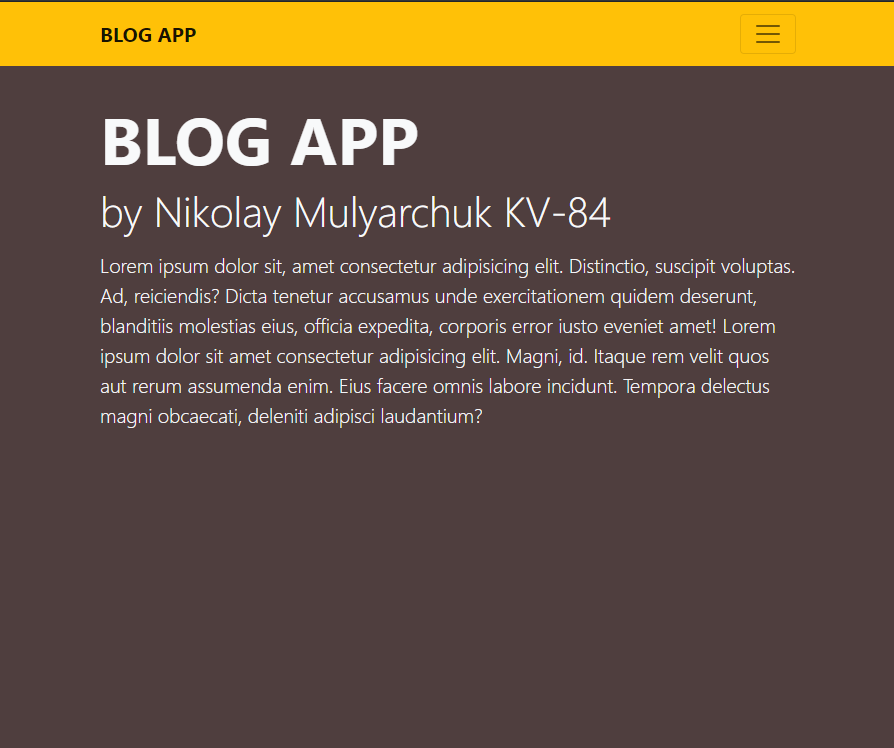 BLOG APP
BLOG APP
by Nikolay Mulyarchuk KV-84
Lorem ipsum dolor sit, amet consectetur adipisicing elit. Distinctio, suscipit voluptas.
Ad, reiciendis? Dicta tenetur accusamus unde exercitationem quidem deserunt,
blanditiis molestias eius, officia expedita, corporis error iusto eveniet amet! Lorem
ipsum dolor sit amet consectetur adipisicing elit. Magni, id. Itaque rem velit quos
aut rerum assumenda enim. Eius facere omnis labore incidunt. Tempora delectus
magni obcaecati, deleniti adipisci laudantium?